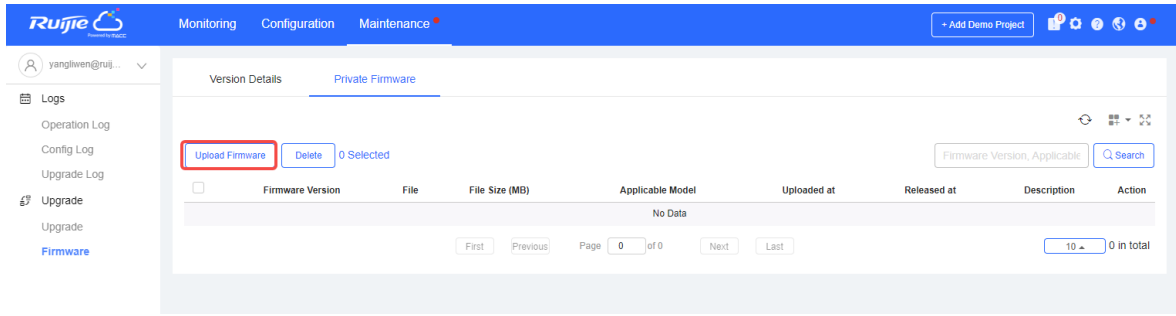 Ruijie Monitoring Configuration Maintenance + Add Demo Project 0
Powered by MACC
yangliwen@ruij...
Version Details Private Firmware
Logs
Operation Log
Config Log
Upgrade Log
Upgrade
Upgrade
Firmware
Upload Firmware Delete 0 Selected Firmware Version, Applicable Search
Firmware Version File File Size (MB) Applicable Model Uploaded at Released at Description Action
No Data
First Previous Page 0 of 0 Next Last 10 0 in total